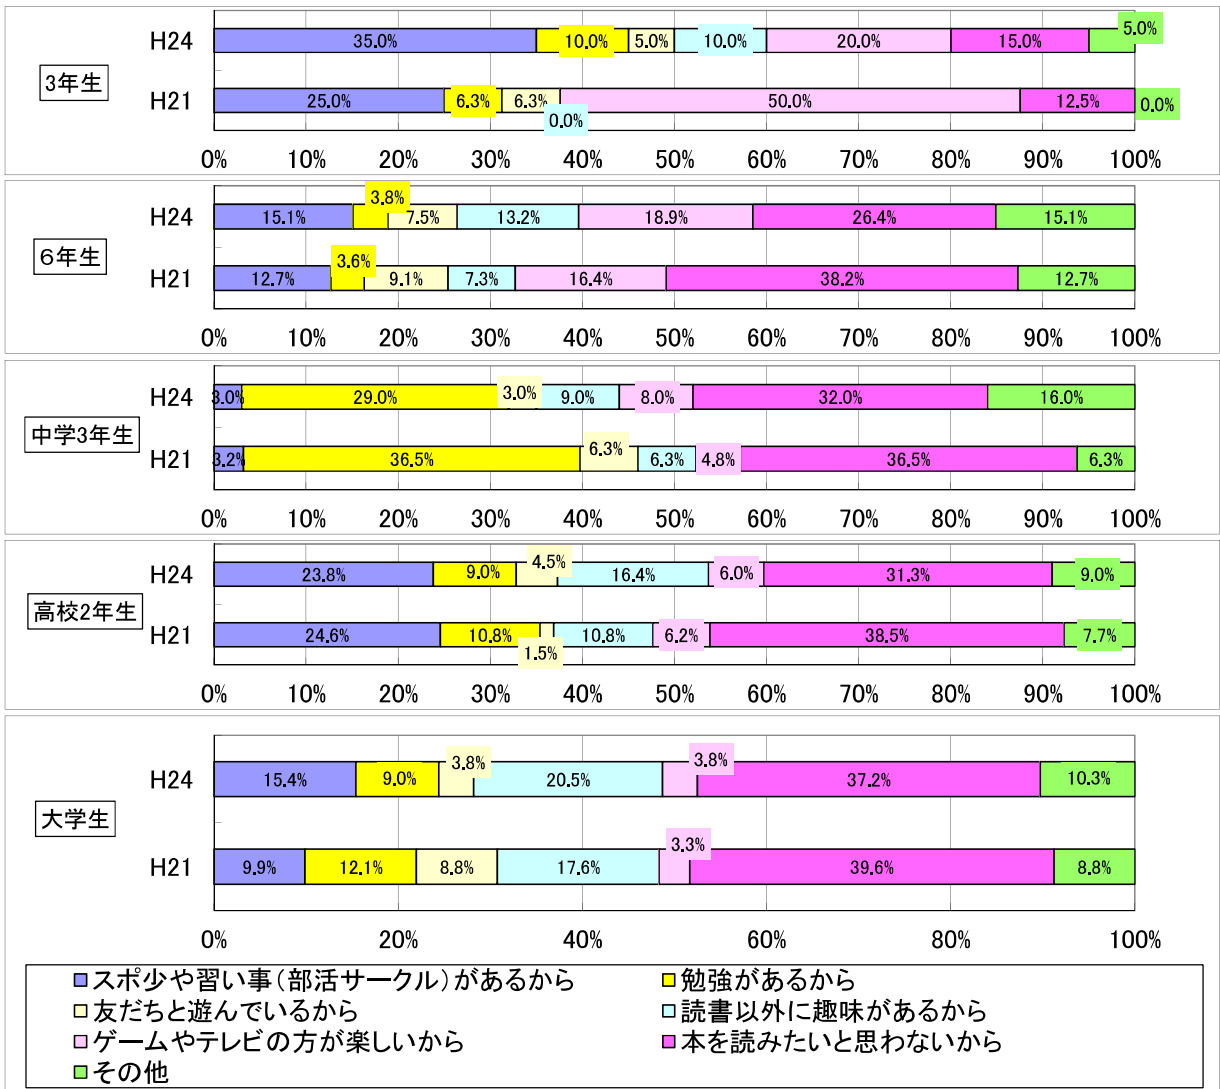 H24 35.0% 10.0% 5.0% 10.0% 20.0% 15.0% 5.0%
3年生
H21 25.0% 6.3% 6.3% 0.0% 50.0% 12.5% 0.0%
0% 10% 20% 30% 40% 50% 60% 70% 80% 90% 100%
H24 15.1% 3.8% 7.5% 13.2% 18.9% 26.4% 15.1%
6年生
H21 12.7% 3.6% 9.1% 7.3% 16.4% 38.2% 12.7%
0% 10% 20% 30% 40% 50% 60% 70% 80% 90% 100%
H24 3.0% 29.0% 3.0% 9.0% 8.0% 32.0% 16.0%
中学3年生
H21 3.2% 36.5% 6.3% 6.3% 4.8% 36.5% 6.3%
0% 10% 20% 30% 40% 50% 60% 70% 80% 90% 100%
H24 23.8% 9.0% 4.5% 16.4% 6.0% 31.3% 9.0%
高校2年生
H21 24.6% 10.8% 1.5% 10.8% 6.2% 38.5% 7.7%
0% 10% 20% 30% 40% 50% 60% 70% 80% 90% 100%
H24 15.4% 9.0% 3.8% 20.5% 3.8% 37.2% 10.3%
大学生
H21 9.9% 12.1% 8.8% 17.6% 3.3% 39.6% 8.8%
0% 20% 40% 60% 80% 100%
スポ少や習い事(部活サークル)があるから 勉強があるから
友だちと遊んでいるから 読書以外に趣味があるから
ゲームやテレビの方が楽しいから 本を読みたいと思わないから
その他